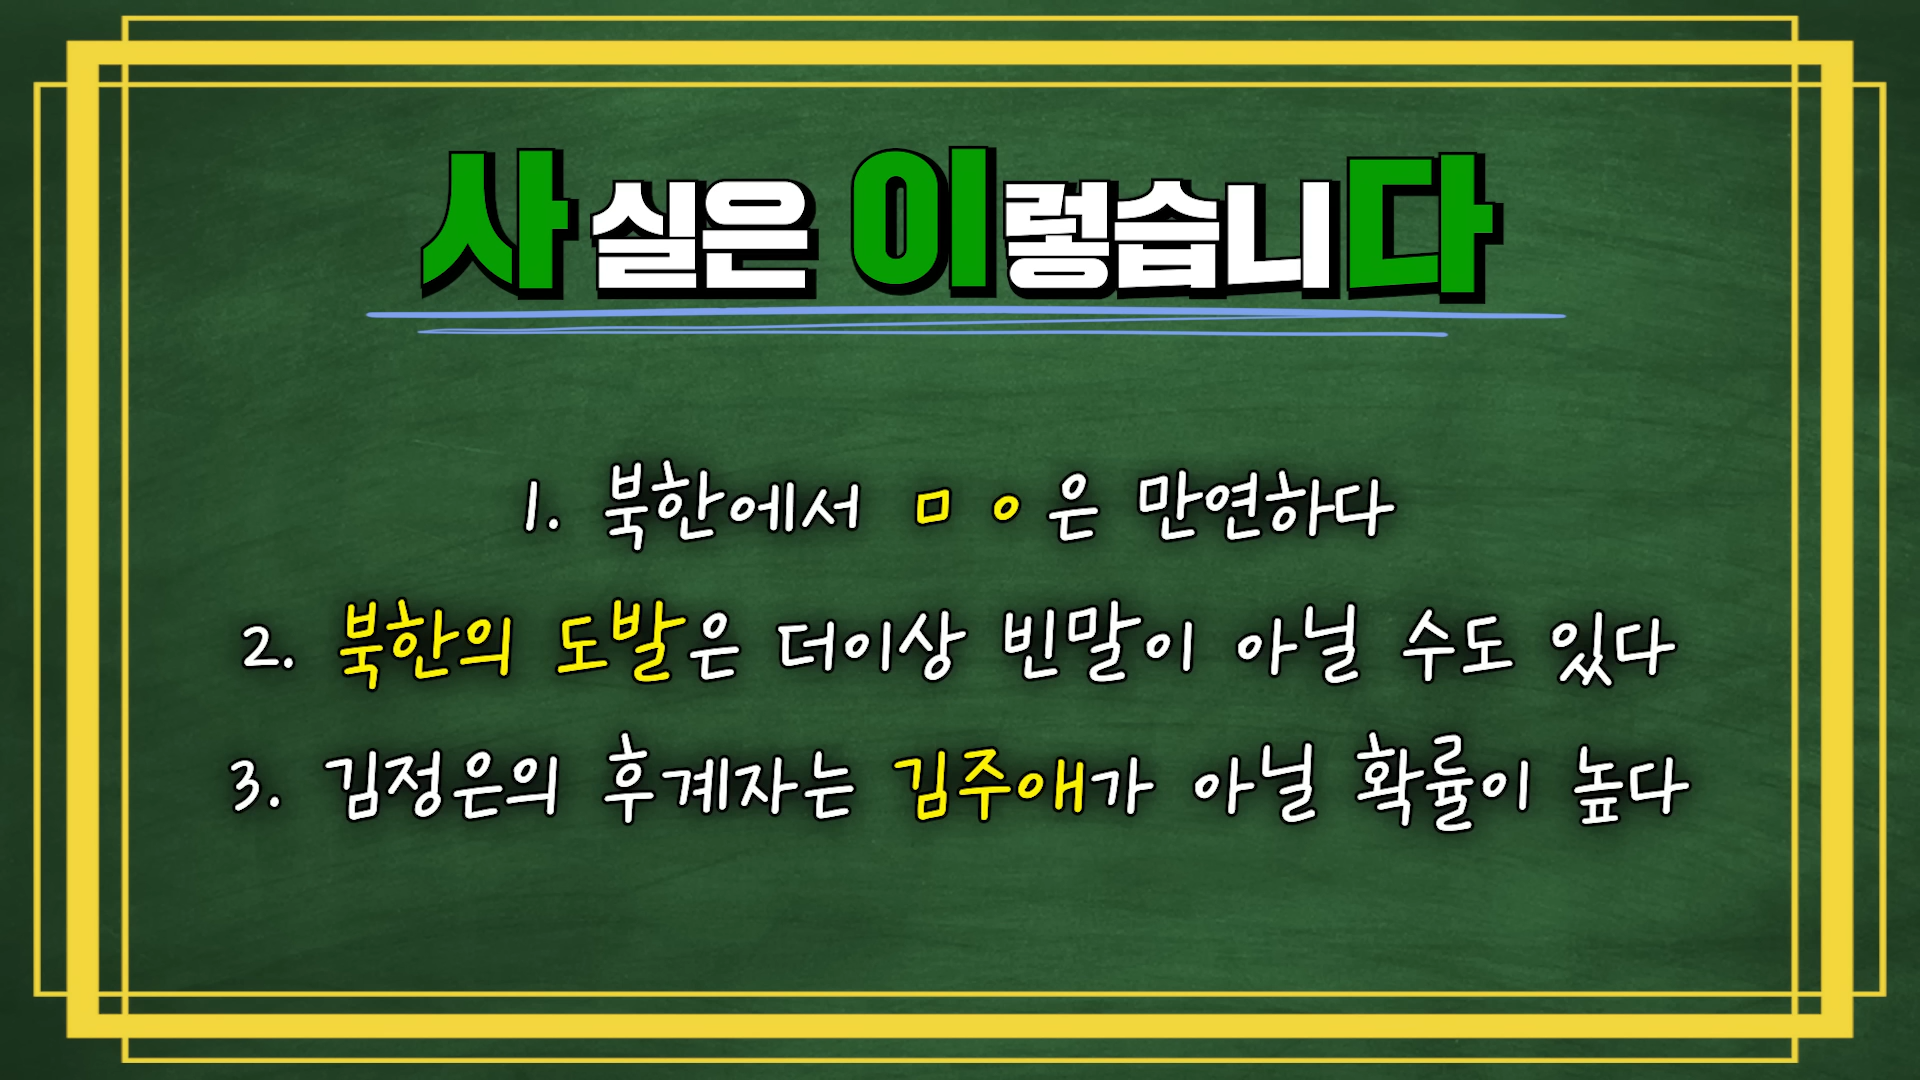 사실은 이렇습니다
1. 북한에서 ㅁㅇ은 만연하다
2. 북한의 도발은 더이상 빈말이 아닐 수도 있다
3. 김정은의 후계자는 김주애가 아닐 확률이 높다